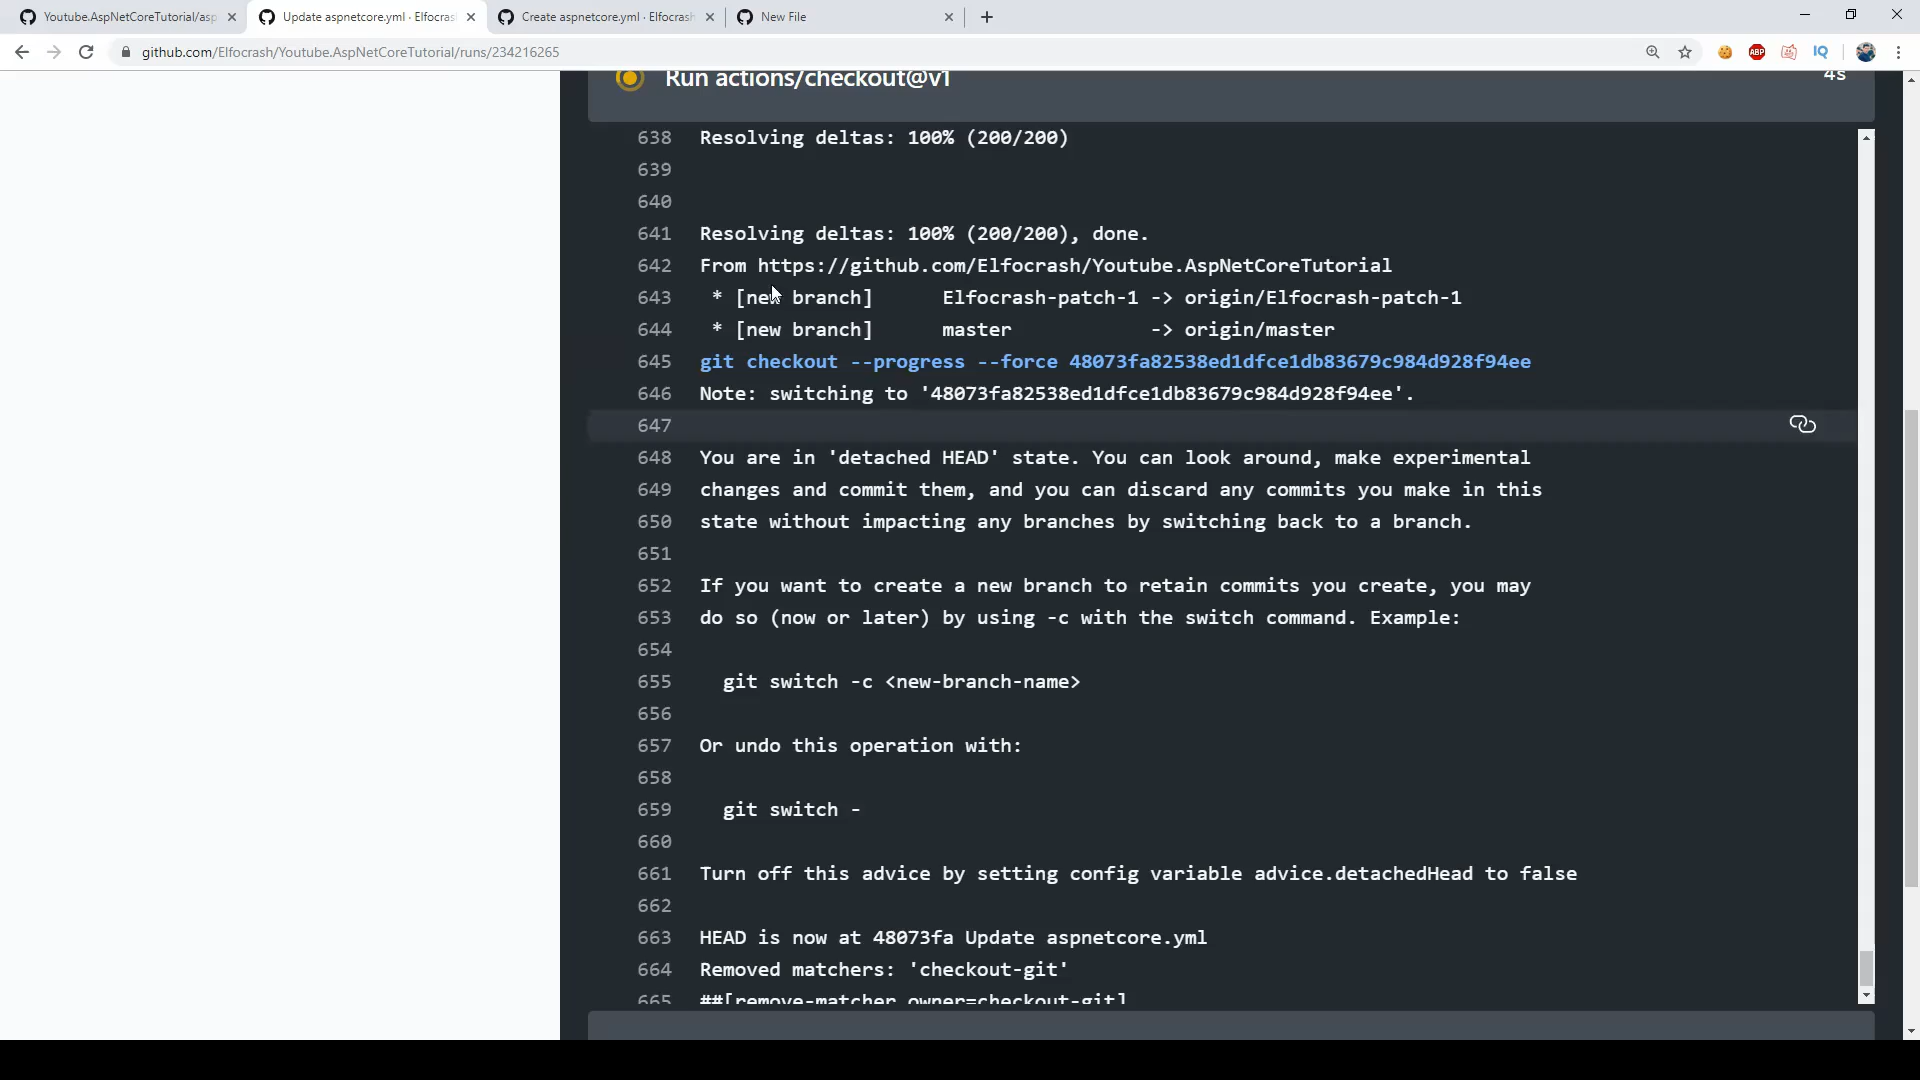 Youtube.AspNetCoreTutorial/asp
Update aspnetcore.yml · Elfocras
Create aspnetcore.yml · Elfocrash
New File
github.com/Elfocrash/Youtube.AspNetCoreTutorial/runs/234216265
ABP
IQ
Run actions/checkout@v1
4s
638 Resolving deltas: 100% (200/200)
639
640
641 Resolving deltas: 100% (200/200), done.
642 From https://github.com/Elfocrash/Youtube.AspNetCoreTutorial
643 * [new branch] Elfocrash-patch-1 -> origin/Elfocrash-patch-1
644 * [new branch] master -> origin/master
645 git checkout --progress --force 48073fa82538ed1dfce1db83679c984d928f94ee
646 Note: switching to '48073fa82538ed1dfce1db83679c984d928f94ee'.
647
648 You are in 'detached HEAD' state. You can look around, make experimental
649 changes and commit them, and you can discard any commits you make in this
650 state without impacting any branches by switching back to a branch.
651
652 If you want to create a new branch to retain commits you create, you may
653 do so (now or later) by using -c with the switch command. Example:
654
655 git switch -c <new-branch-name>
656
657 Or undo this operation with:
658
659 git switch -
660
661 Turn off this advice by setting config variable advice.detachedHead to false
662
663 HEAD is now at 48073fa Update aspnetcore.yml
664 Removed matchers: 'checkout-git'
665 ##[remove-matcher owner=checkout-git]